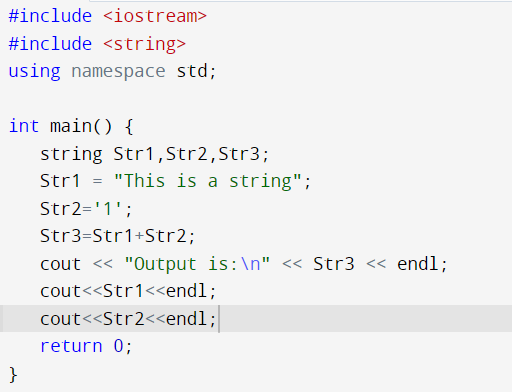 #include <iostream>
#include <string>
using namespace std;
int main() {
string Str1,Str2,Str3;
Str1 = "This is a string";
Str2='1';
Str3=Str1+Str2;
cout << "Output is:\n" << Str3 << endl;
cout<<Str1<<endl;
cout<<Str2<<endl;
return 0;
}